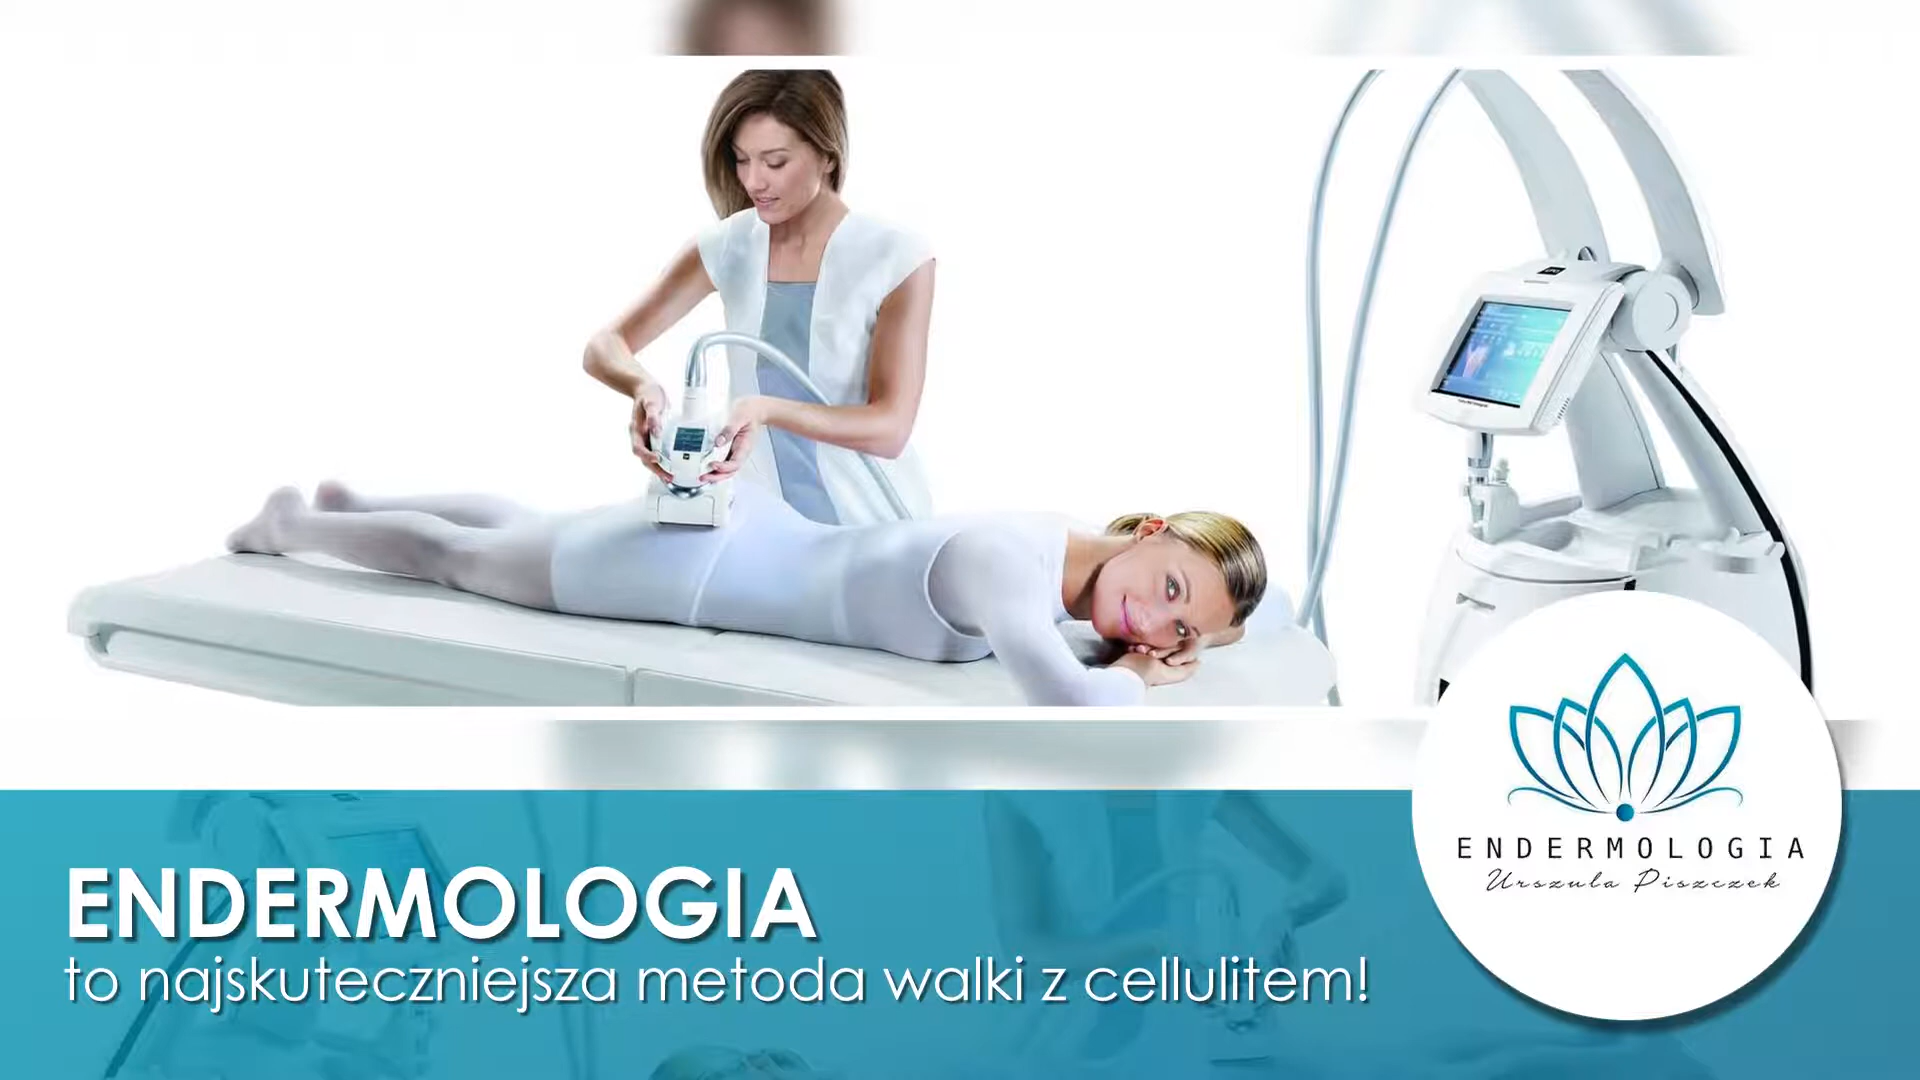 ENDERMOLOGIA
to najskuteczniejsza metoda walki z cellulitem!
ENDERMOLOGIA
Urszula Piszczek